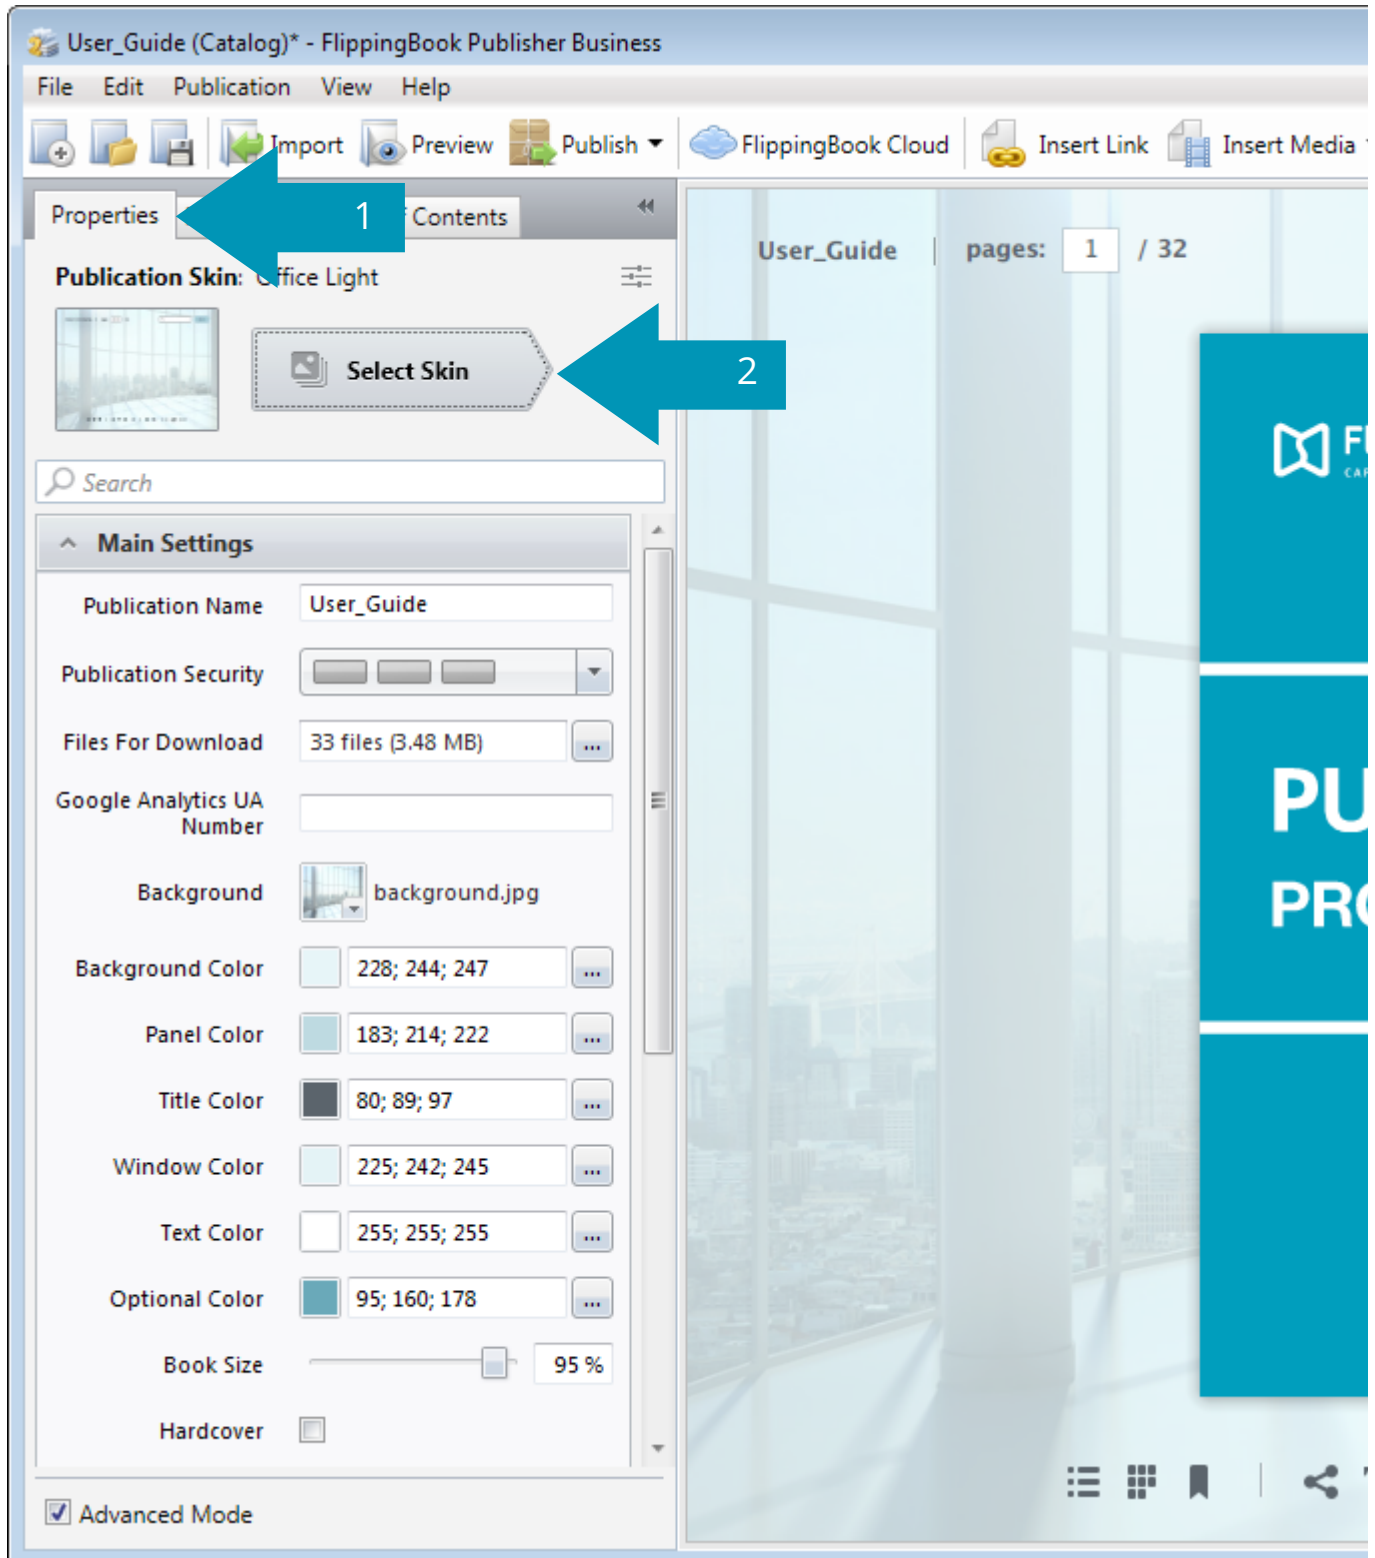 User_Guide (Catalog)* - FlippingBook Publisher Business
File Edit Publication View Help
Import Preview Publish FlippingBook Cloud Insert Link Insert Media
Properties 1 Contents
User_Guide pages: 1 / 32
Publication Skin: Office Light
Select Skin 2
Search
Main Settings
Publication Name User_Guide
Publication Security
Files For Download 33 files (3.48 MB) ...
Google Analytics UA
Number
Background background.jpg
Background Color 228; 244; 247 ...
Panel Color 183; 214; 222 ...
Title Color 80; 89; 97 ...
Window Color 225; 242; 245 ...
Text Color 255; 255; 255 ...
Optional Color 95; 160; 178 ...
Book Size 95 %
Hardcover
Advanced Mode
PU
PRO